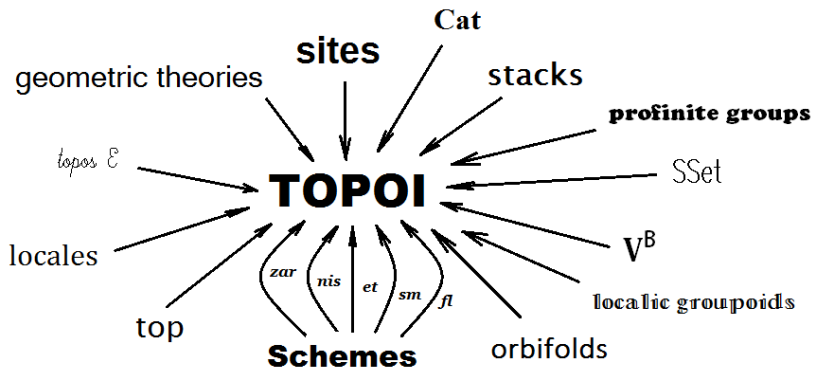 Cat
sites
geometric theories
stacks
profinite groups
topos ℰ
TOPOI
SSet
locales
V^B
zar
nis
et
sm
fl
localic groupoids
top
Schemes
orbifolds